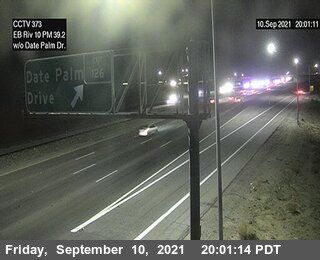 CCTV 373
EB Riv 10 PM 39.2
w/o Date Palm Dr.
10.Sep 2021 20:01:11
EXIT
126
Date Palm
Drive
Friday, September 10, 2021 20:01:14 PDT